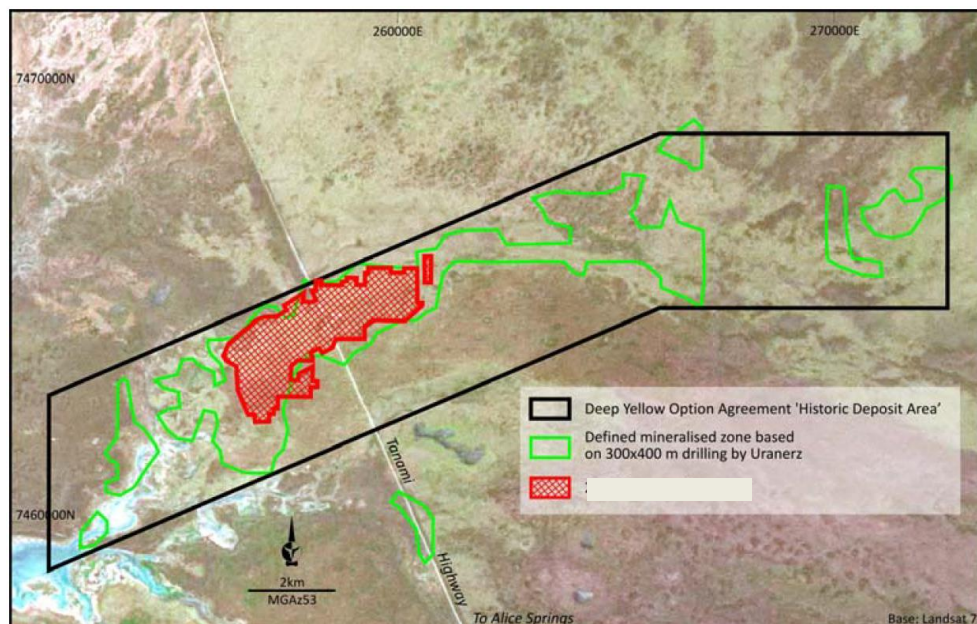 260000E
270000E
7470000N
Deep Yellow Option Agreement 'Historic Deposit Area'
Defined mineralised zone based
on 300x400 m drilling by Uranerz
7460000N
Tanami
Highway
2km
MGAz53
To Alice Springs
Base: Landsat 7